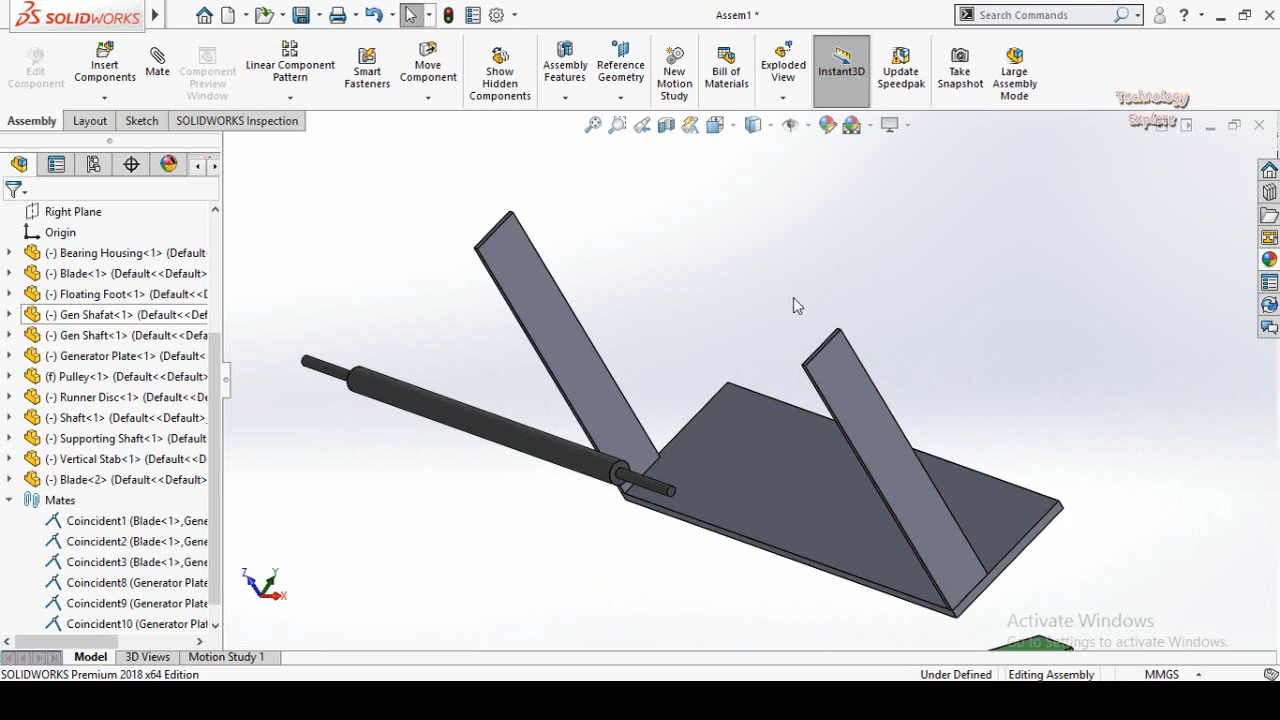 SOLIDWORKS
Assem1 *
Search Commands
Edit Component
Insert Components
Mate
Component Preview Window
Linear Component Pattern
Smart Fasteners
Move Component
Show Hidden Components
Assembly Features
Reference Geometry
New Motion Study
Bill of Materials
Exploded View
Instant3D
Update Speedpak
Take Snapshot
Large Assembly Mode
Technology
Explore
Assembly
Layout
Sketch
SOLIDWORKS Inspection
Right Plane
Origin
(-) Bearing Housing<1> (Default
(-) Blade<1> (Default<<Default>
(-) Floating Foot<1> (Default<<D
(-) Gen Shafat<1> (Default<<Def
(-) Gen Shaft<1> (Default<<Defa
(-) Generator Plate<1> (Default<
(f) Pulley<1> (Default<<Default>
(-) Runner Disc<1> (Default<<De
(-) Shaft<1> (Default<<Default>
(-) Supporting Shaft<1> (Default
(-) Vertical Stab<1> (Default<<D
(-) Blade<2> (Default<<Default>
Mates
Coincident1 (Blade<1>,Gene
Coincident2 (Blade<1>,Gene
Coincident3 (Blade<1>,Gene
Coincident8 (Generator Plate
Coincident9 (Generator Plate
Coincident10 (Generator Plat
Z
Y
X
Activate Windows
Go to Settings to activate Windows.
Model
3D Views
Motion Study 1
SOLIDWORKS Premium 2018 x64 Edition
Under Defined
Editing Assembly
MMGS